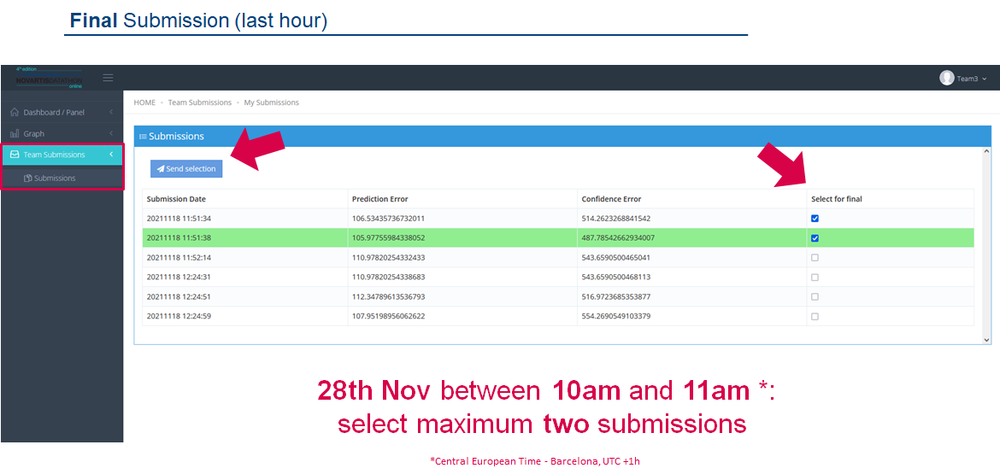 Final Submission (last hour)
4th edition
NOVARTISDATATHON
online
Team3
Dashboard / Panel
Graph
Team Submissions
Submissions
HOME - Team Submissions - My Submissions
Submissions
Send selection
Submission Date Prediction Error Confidence Error Select for final
20211118 11:51:34 106.53435736732011 514.2623268841542
20211118 11:51:38 105.97755984338052 487.78542662934007
20211118 11:52:14 110.97820254332433 543.6590500465041
20211118 12:24:31 110.97820254338683 543.6590500468113
20211118 12:24:51 112.34789613536793 516.9723685353877
20211118 12:24:59 107.95198956062622 554.2690549103379
28th Nov between 10am and 11am *:
select maximum two submissions
*Central European Time - Barcelona, UTC +1h